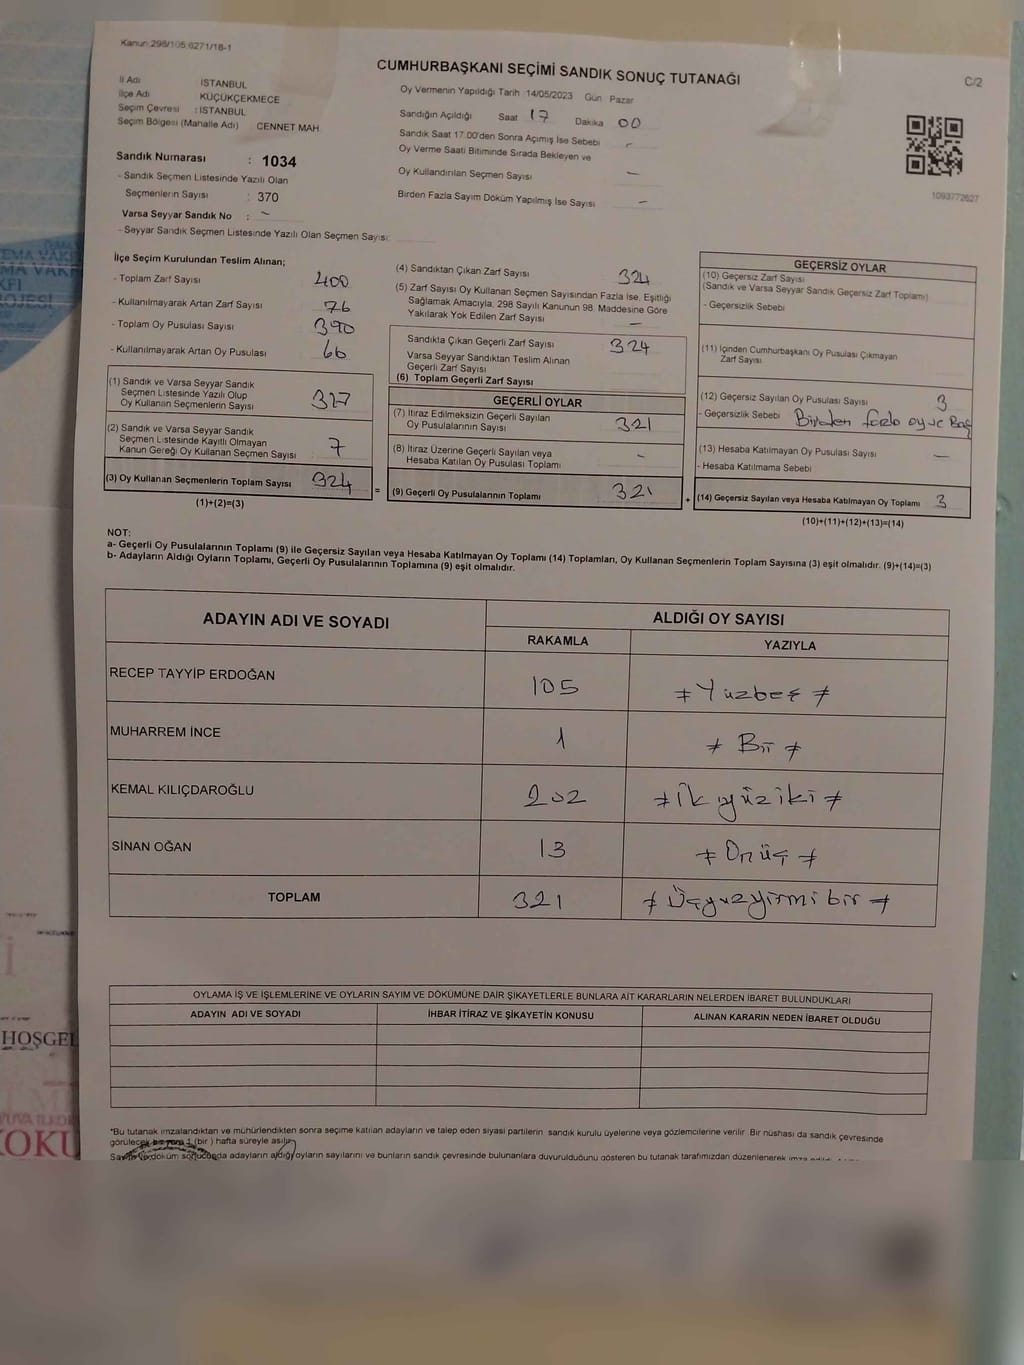 Kanun:298/105;6271/18-1
CUMHURBAŞKANI SEÇİMİ SANDIK SONUÇ TUTANAĞI
C/2
İl Adı İSTANBUL
İlçe Adı KÜÇÜKÇEKMECE
Seçim Çevresi : İSTANBUL
Seçim Bölgesi (Mahalle Adı) CENNET MAH.
Sandık Numarası : 1034
- Sandık Seçmen Listesinde Yazılı Olan
Seçmenlerin Sayısı : 370
Varsa Seyyar Sandık No : -
- Seyyar Sandık Seçmen Listesinde Yazılı Olan Seçmen Sayısı:
Oy Vermenin Yapıldığı Tarih :14/05/2023 Gün Pazar
Sandığın Açıldığı Saat 17 Dakika 00
Sandık Saat 17:00'den Sonra Açılmış İse Sebebi -
Oy Verme Saati Bitiminde Sırada Bekleyen ve
Oy Kullandırılan Seçmen Sayısı -
Birden Fazla Sayım Döküm Yapılmış İse Sayısı -
1093772627
İlçe Seçim Kurulundan Teslim Alınan;
- Toplam Zarf Sayısı 400
- Kullanılmayarak Artan Zarf Sayısı 76
- Toplam Oy Pusulası Sayısı 390
- Kullanılmayarak Artan Oy Pusulası 66
(1) Sandık ve Varsa Seyyar Sandık
Seçmen Listesinde Yazılı Olup
Oy Kullanan Seçmenlerin Sayısı 317
(2) Sandık ve Varsa Seyyar Sandık
Seçmen Listesinde Kayıtlı Olmayan
Kanun Gereği Oy Kullanan Seçmen Sayısı 7
(3) Oy Kullanan Seçmenlerin Toplam Sayısı 324
(1)+(2)=(3)
(4) Sandıktan Çıkan Zarf Sayısı 324
(5) Zarf Sayısı Oy Kullanan Seçmen Sayısından Fazla İse, Eşitliği
Sağlamak Amacıyla, 298 Sayılı Kanunun 98. Maddesine Göre
Yakılarak Yok Edilen Zarf Sayısı -
Sandıkta Çıkan Geçerli Zarf Sayısı 324
Varsa Seyyar Sandıktan Teslim Alınan
Geçerli Zarf Sayısı
(6) Toplam Geçerli Zarf Sayısı
GEÇERLİ OYLAR
(7) İtiraz Edilmeksizin Geçerli Sayılan
Oy Pusulalarının Sayısı 321
(8) İtiraz Üzerine Geçerli Sayılan veya
Hesaba Katılan Oy Pusulası Toplamı -
= (9) Geçerli Oy Pusulalarının Toplamı 321
GEÇERSİZ OYLAR
(10) Geçersiz Zarf Sayısı
(Sandık ve Varsa Seyyar Sandık Geçersiz Zarf Toplamı)
- Geçersizlik Sebebi
(11) İçinden Cumhurbaşkanı Oy Pusulası Çıkmayan
Zarf Sayısı
(12) Geçersiz Sayılan Oy Pusulası Sayısı 3
- Geçersizlik Sebebi Birden fazla oy ve
(13) Hesaba Katılmayan Oy Pusulası Sayısı -
- Hesaba Katılmama Sebebi
+ (14) Geçersiz Sayılan veya Hesaba Katılmayan Oy Toplamı 3
(10)+(11)+(12)+(13)=(14)
NOT:
a- Geçerli Oy Pusulalarının Toplamı (9) ile Geçersiz Sayılan veya Hesaba Katılmayan Oy Toplamı (14) Toplamları, Oy Kullanan Seçmenlerin Toplam Sayısına (3) eşit olmalıdır. (9)+(14)=(3)
b- Adayların Aldığı Oyların Toplamı, Geçerli Oy Pusulalarının Toplamına (9) eşit olmalıdır.
ADAYIN ADI VE SOYADI ALDIĞI OY SAYISI
RAKAMLA YAZIYLA
RECEP TAYYİP ERDOĞAN 105 ≠ Yüzbeş ≠
MUHARREM İNCE 1 ≠ Bir ≠
KEMAL KILIÇDAROĞLU 202 ≠ İkiyüziki ≠
SİNAN OĞAN 13 ≠ Onüç ≠
TOPLAM 321 ≠ Üçyüzyirmi bir ≠
OYLAMA İŞ VE İŞLEMLERİNE VE OYLARIN SAYIM VE DÖKÜMÜNE DAİR ŞİKAYETLERLE BUNLARA AİT KARARLARIN NELERDEN İBARET BULUNDUKLARI
ADAYIN ADI VE SOYADI İHBAR İTİRAZ VE ŞİKAYETİN KONUSU ALINAN KARARIN NEDEN İBARET OLDUĞU
*Bu tutanak imzalandıktan ve mühürlendikten sonra seçime katılan adayların ve talep eden siyasi partilerin sandık kurulu üyelerine veya gözlemcilerine verilir. Bir nüshası da sandık çevresinde
görülecek bir yere 1 (bir) hafta süreyle asılır.
Sayım ve döküm sonucunda adayların aldığı oyların sayılarını ve bunların sandık çevresinde bulunanlara duyurulduğunu gösteren bu tutanak tarafımızdan düzenlenerek imza
HOŞGEL
OKU